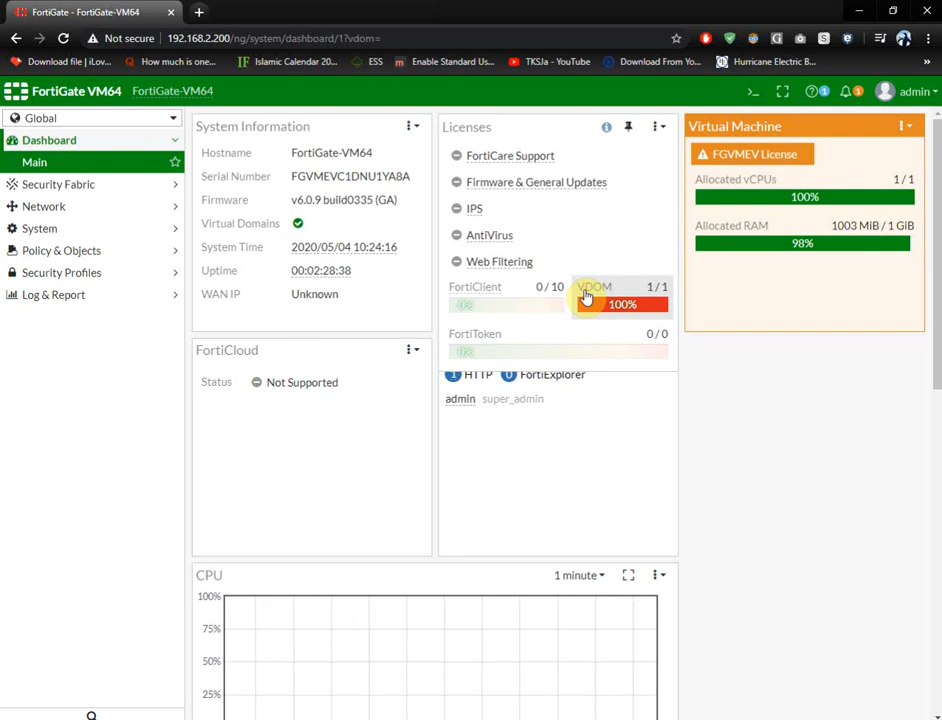 FortiGate - FortiGate-VM64
Not secure 192.168.2.200/ng/system/dashboard/1?vdom=
Download file | iLov... How much is one... Islamic Calendar 20... ESS Enable Standard Us... TKSJa - YouTube Download From Yo... Hurricane Electric B... »
FortiGate VM64 FortiGate-VM64 >_ 1 1 admin
Global
Dashboard
Main
Security Fabric
Network
System
Policy & Objects
Security Profiles
Log & Report
System Information
Hostname FortiGate-VM64
Serial Number FGVMEVC1DNU1YA8A
Firmware v6.0.9 build0335 (GA)
Virtual Domains
System Time 2020/05/04 10:24:16
Uptime 00:02:28:38
WAN IP Unknown
Licenses
FortiCare Support
Firmware & General Updates
IPS
AntiVirus
Web Filtering
FortiClient 0 / 10
0%
VDOM 1 / 1
100%
FortiToken 0 / 0
0%
1 HTTP 0 FortiExplorer
admin super_admin
Virtual Machine
FGVMEV License
Allocated vCPUs 1 / 1
100%
Allocated RAM 1003 MiB / 1 GiB
98%
FortiCloud
Status Not Supported
CPU 1 minute
100%
75%
50%
25%